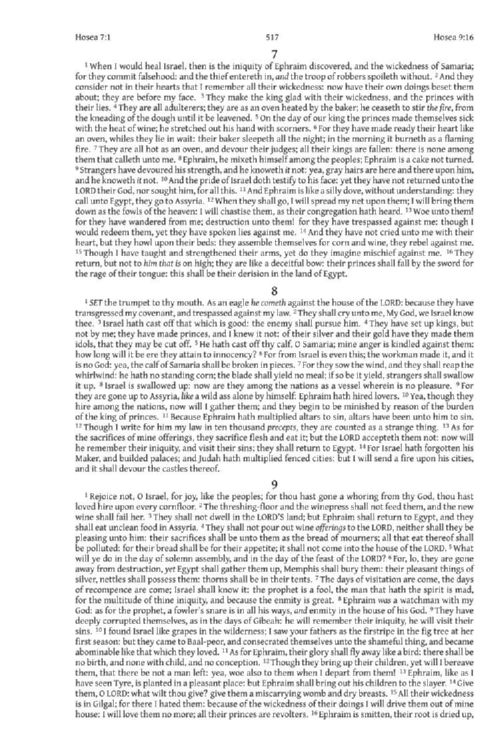 Hosea 7:1 517 Hosea 9:16
7
1 When I would heal Israel, then is the iniquity of Ephraim discovered, and the wickedness of Samaria;
for they commit falsehood: and the thief entereth in, and the troop of robbers spoileth without. 2 And they
consider not in their hearts that I remember all their wickedness: now have their own doings beset them
about; they are before my face. 3 They make the king glad with their wickedness, and the princes with
their lies. 4 They are all adulterers; they are as an oven heated by the baker; he ceaseth to stir the fire, from
the kneading of the dough until it be leavened. 5 On the day of our king the princes made themselves sick
with the heat of wine; he stretched out his hand with scorners. 6 For they have made ready their heart like
an oven, whiles they lie in wait: their baker sleepeth all the night; in the morning it burneth as a flaming
fire. 7 They are all hot as an oven, and devour their judges; all their kings are fallen: there is none among
them that calleth unto me. 8 Ephraim, he mixeth himself among the peoples; Ephraim is a cake not turned.
9 Strangers have devoured his strength, and he knoweth it not: yea, gray hairs are here and there upon him,
and he knoweth it not. 10 And the pride of Israel doth testify to his face: yet they have not returned unto the
LORD their God, nor sought him, for all this. 11 And Ephraim is like a silly dove, without understanding: they
call unto Egypt, they go to Assyria. 12 When they shall go, I will spread my net upon them; I will bring them
down as the fowls of the heaven: I will chastise them, as their congregation hath heard. 13 Woe unto them!
for they have wandered from me; destruction unto them! for they have trespassed against me: though I
would redeem them, yet they have spoken lies against me. 14 And they have not cried unto me with their
heart, but they howl upon their beds: they assemble themselves for corn and wine, they rebel against me.
15 Though I have taught and strengthened their arms, yet do they imagine mischief against me. 16 They
return, but not to him that is on high; they are like a deceitful bow: their princes shall fall by the sword for
the rage of their tongue: this shall be their derision in the land of Egypt.
8
1 SET the trumpet to thy mouth. As an eagle he cometh against the house of the LORD: because they have
transgressed my covenant, and trespassed against my law. 2 They shall cry unto me, My God, we Israel know
thee. 3 Israel hath cast off that which is good: the enemy shall pursue him. 4 They have set up kings, but
not by me; they have made princes, and I knew it not: of their silver and their gold have they made them
idols, that they may be cut off. 5 He hath cast off thy calf, O Samaria; mine anger is kindled against them:
how long will it be ere they attain to innocency? 6 For from Israel is even this; the workman made it, and it
is no God: yea, the calf of Samaria shall be broken in pieces. 7 For they sow the wind, and they shall reap the
whirlwind: he hath no standing corn; the blade shall yield no meal; if so be it yield, strangers shall swallow
it up. 8 Israel is swallowed up: now are they among the nations as a vessel wherein is no pleasure. 9 For
they are gone up to Assyria, like a wild ass alone by himself: Ephraim hath hired lovers. 10 Yea, though they
hire among the nations, now will I gather them; and they begin to be minished by reason of the burden
of the king of princes. 11 Because Ephraim hath multiplied altars to sin, altars have been unto him to sin.
12 Though I write for him my law in ten thousand precepts, they are counted as a strange thing. 13 As for
the sacrifices of mine offerings, they sacrifice flesh and eat it; but the LORD accepteth them not: now will
he remember their iniquity, and visit their sins; they shall return to Egypt. 14 For Israel hath forgotten his
Maker, and builded palaces; and Judah hath multiplied fenced cities: but I will send a fire upon his cities,
and it shall devour the castles thereof.
9
1 Rejoice not, O Israel, for joy, like the peoples; for thou hast gone a whoring from thy God, thou hast
loved hire upon every cornfloor. 2 The threshing-floor and the winepress shall not feed them, and the new
wine shall fail her. 3 They shall not dwell in the LORD'S land; but Ephraim shall return to Egypt, and they
shall eat unclean food in Assyria. 4 They shall not pour out wine offerings to the LORD, neither shall they be
pleasing unto him: their sacrifices shall be unto them as the bread of mourners; all that eat thereof shall
be polluted: for their bread shall be for their appetite; it shall not come into the house of the LORD. 5 What
will ye do in the day of solemn assembly, and in the day of the feast of the LORD? 6 For, lo, they are gone
away from destruction, yet Egypt shall gather them up, Memphis shall bury them: their pleasant things of
silver, nettles shall possess them: thorns shall be in their tents. 7 The days of visitation are come, the days
of recompence are come; Israel shall know it: the prophet is a fool, the man that hath the spirit is mad,
for the multitude of thine iniquity, and because the enmity is great. 8 Ephraim was a watchman with my
God: as for the prophet, a fowler's snare is in all his ways, and enmity in the house of his God. 9 They have
deeply corrupted themselves, as in the days of Gibeah: he will remember their iniquity, he will visit their
sins. 10 I found Israel like grapes in the wilderness; I saw your fathers as the firstripe in the fig tree at her
first season: but they came to Baal-peor, and consecrated themselves unto the shameful thing, and became
abominable like that which they loved. 11 As for Ephraim, their glory shall fly away like a bird: there shall be
no birth, and none with child, and no conception. 12 Though they bring up their children, yet will I bereave
them, that there be not a man left: yea, woe also to them when I depart from them! 13 Ephraim, like as I
have seen Tyre, is planted in a pleasant place: but Ephraim shall bring out his children to the slayer. 14 Give
them, O LORD: what wilt thou give? give them a miscarrying womb and dry breasts. 15 All their wickedness
is in Gilgal; for there I hated them: because of the wickedness of their doings I will drive them out of mine
house: I will love them no more; all their princes are revolters. 16 Ephraim is smitten, their root is dried up,